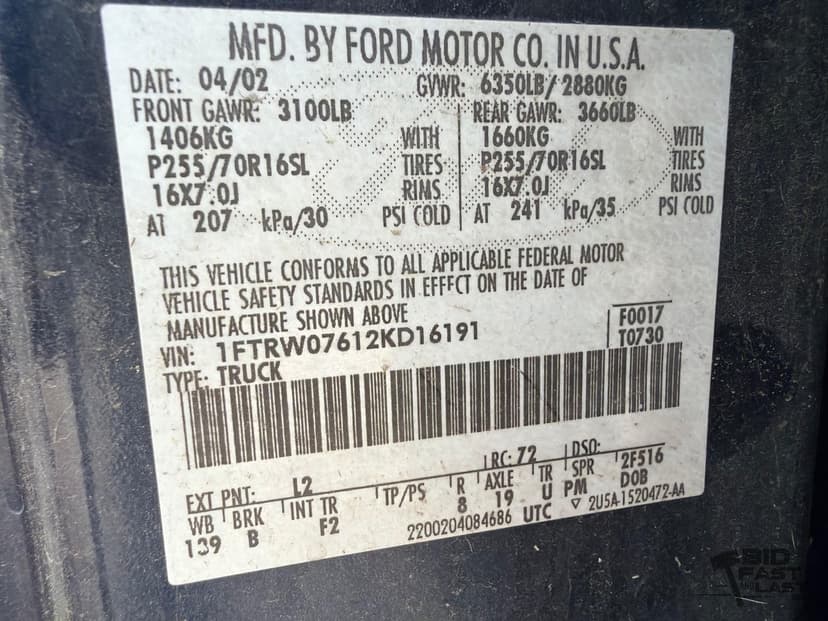 MFD. BY FORD MOTOR CO. IN U.S.A.
DATE: 04/02 GVWR: 6350LB/ 2880KG
FRONT GAWR: 3100LB REAR GAWR: 3660LB
1406KG WITH 1660KG WITH
P255/70R16SL TIRES P255/70R16SL TIRES
16X7.0J RIMS 16X7.0J RIMS
AT 207 kPa/30 PSI COLD AT 241 kPa/35 PSI COLD
THIS VEHICLE CONFORMS TO ALL APPLICABLE FEDERAL MOTOR
VEHICLE SAFETY STANDARDS IN EFFFCT ON THE DATE OF
MANUFACTURE SHOWN ABOVE
VIN: 1FTRW07612KD16191 F0017
TYPE: TRUCK T0730
EXT PNT: L2 RC: 72 DSO:
WB BRK INT TR TP/PS R AXLE TR SPR 2F516
139 B F2 8 19 U PM DOB
2200204084686 UTC ▽ 2U5A-1520472-AA
BID
FAST
LAST